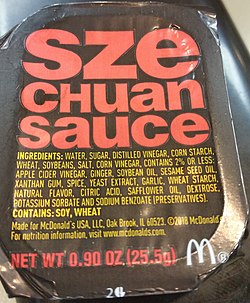 sze
chuan
sauce
INGREDIENTS: WATER, SUGAR, DISTILLED VINEGAR, CORN STARCH,
WHEAT, SOYBEANS, SALT, CORN VINEGAR, CONTAINS 2% OR LESS:
APPLE CIDER VINEGAR, GINGER, SOYBEAN OIL, SESAME SEED OIL,
XANTHAN GUM, SPICE, YEAST EXTRACT, GARLIC, WHEAT STARCH,
NATURAL FLAVOR, CITRIC ACID, SAFFLOWER OIL, DEXTROSE,
POTASSIUM SORBATE AND SODIUM BENZOATE (PRESERVATIVES).
CONTAINS: SOY, WHEAT
Made for McDonald's USA, LLC, Oak Brook, IL 60523. ©2018 McDonald
For nutrition information, visit www.mcdonalds.com.
NET WT 0.90 OZ (25.5g) M®